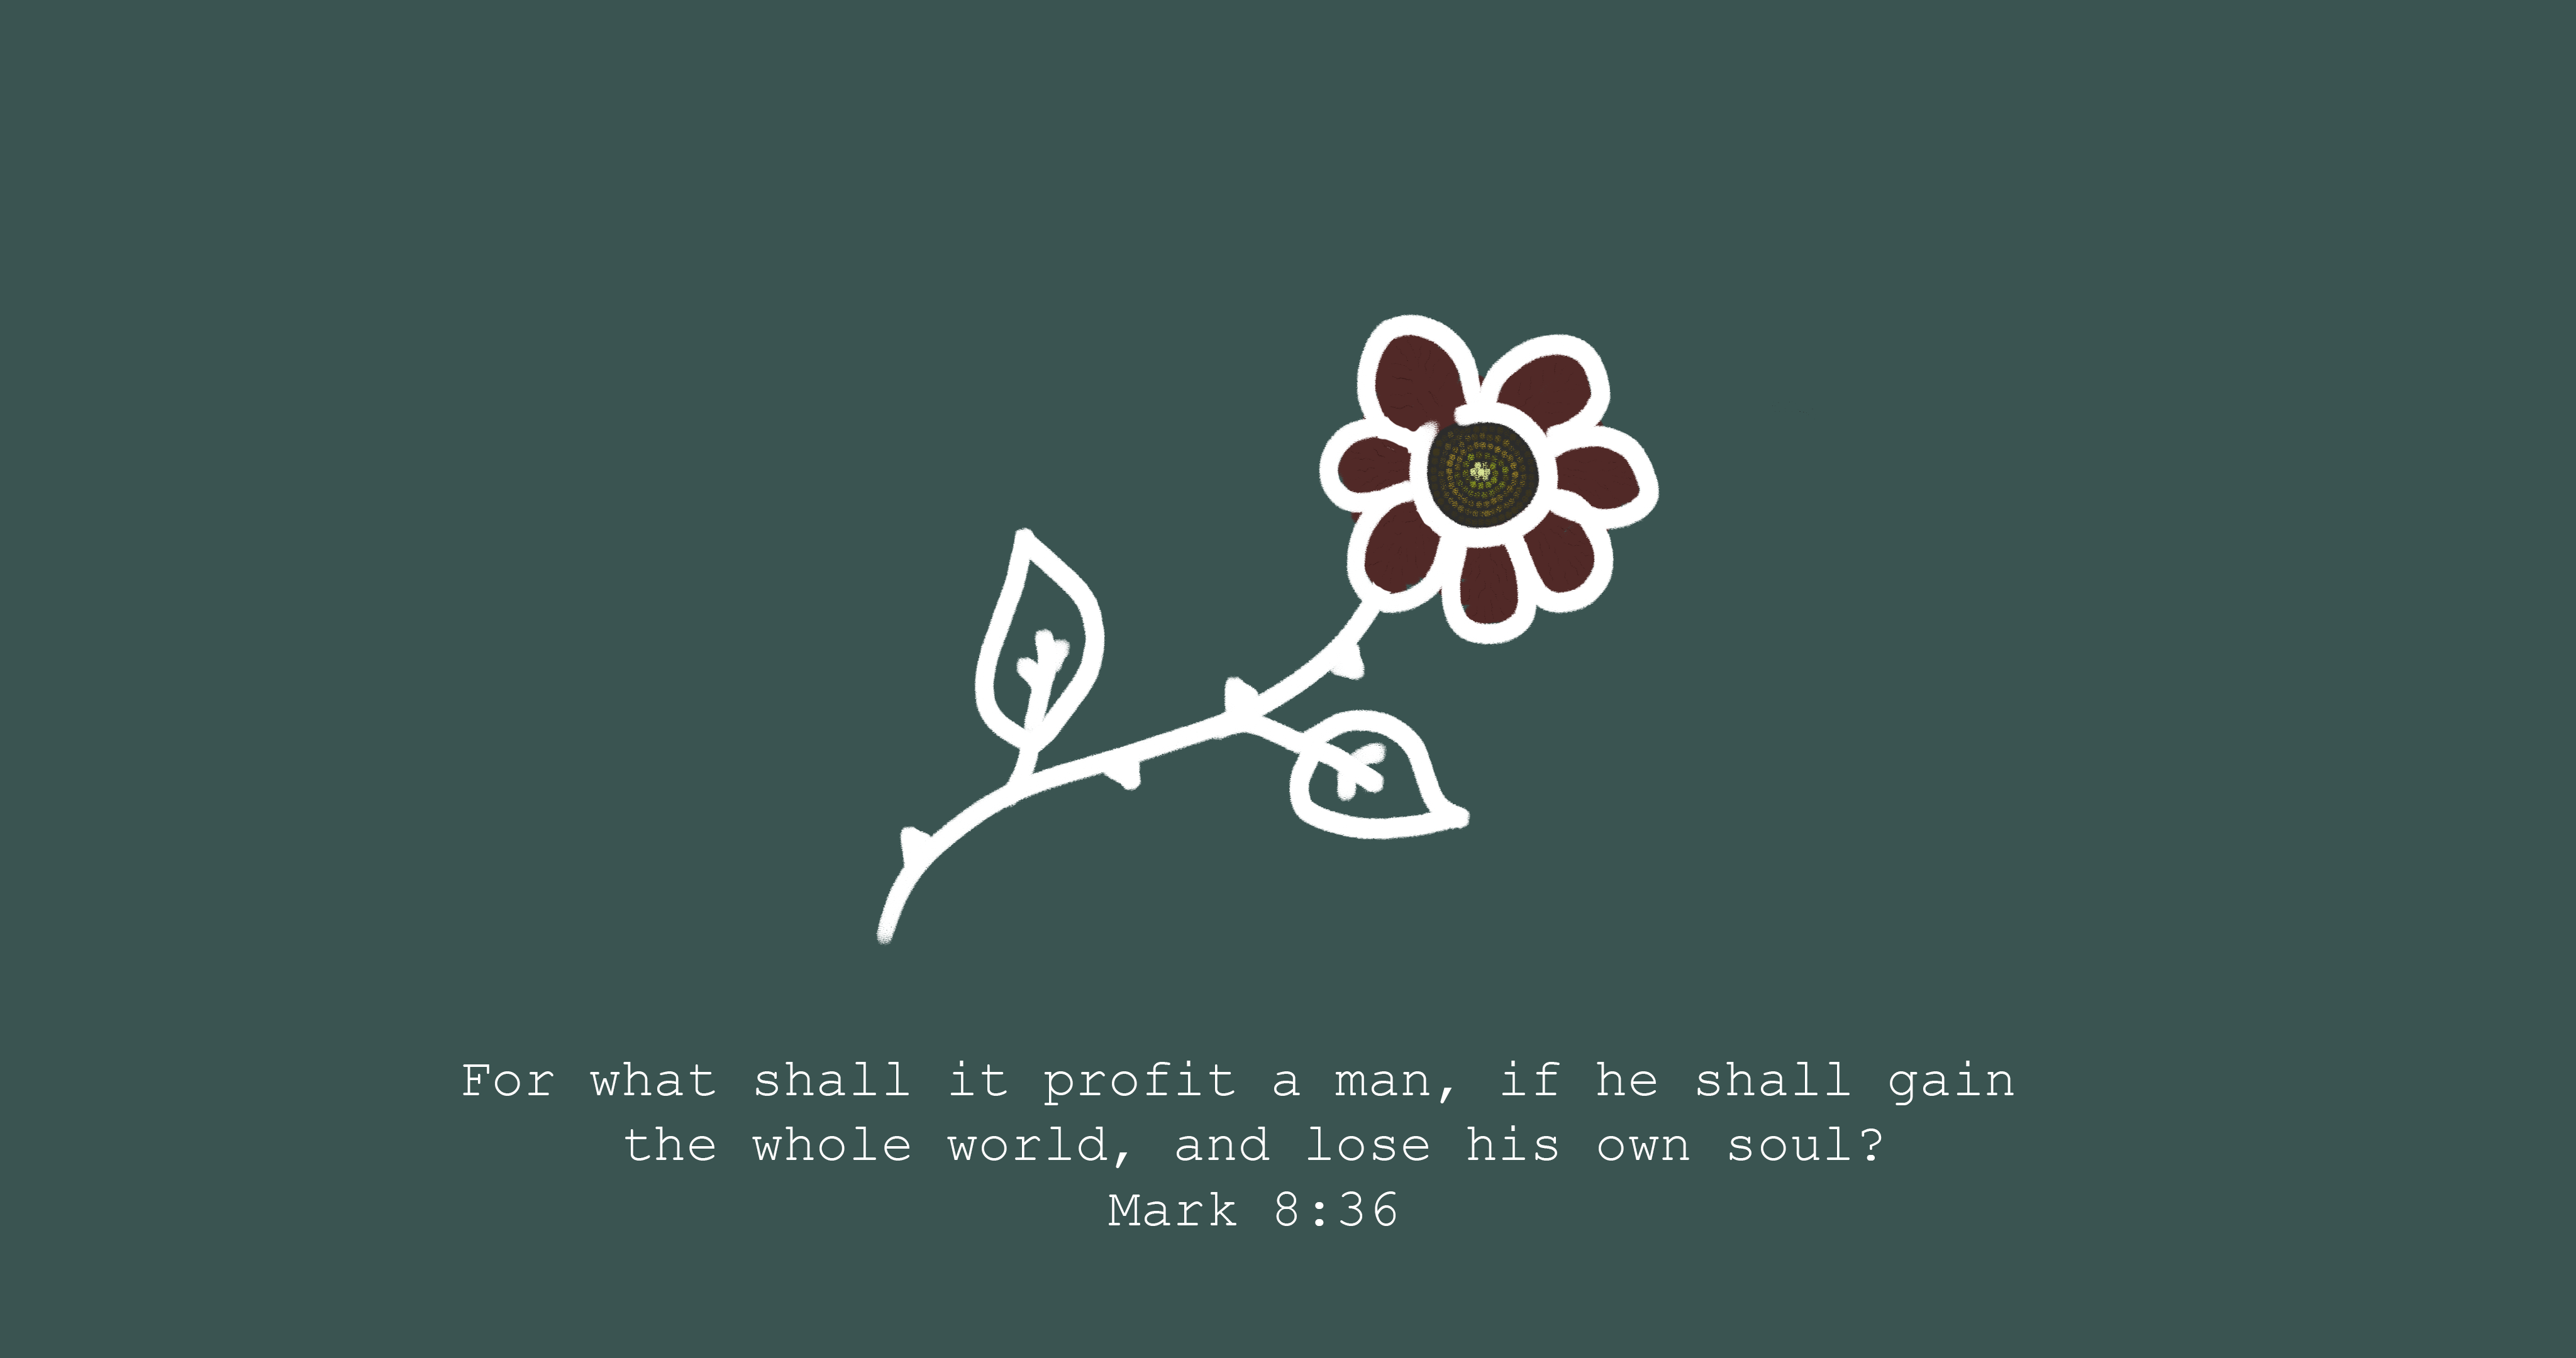 For what shall it profit a man, if he shall gain
the whole world, and lose his own soul?
Mark 8:36